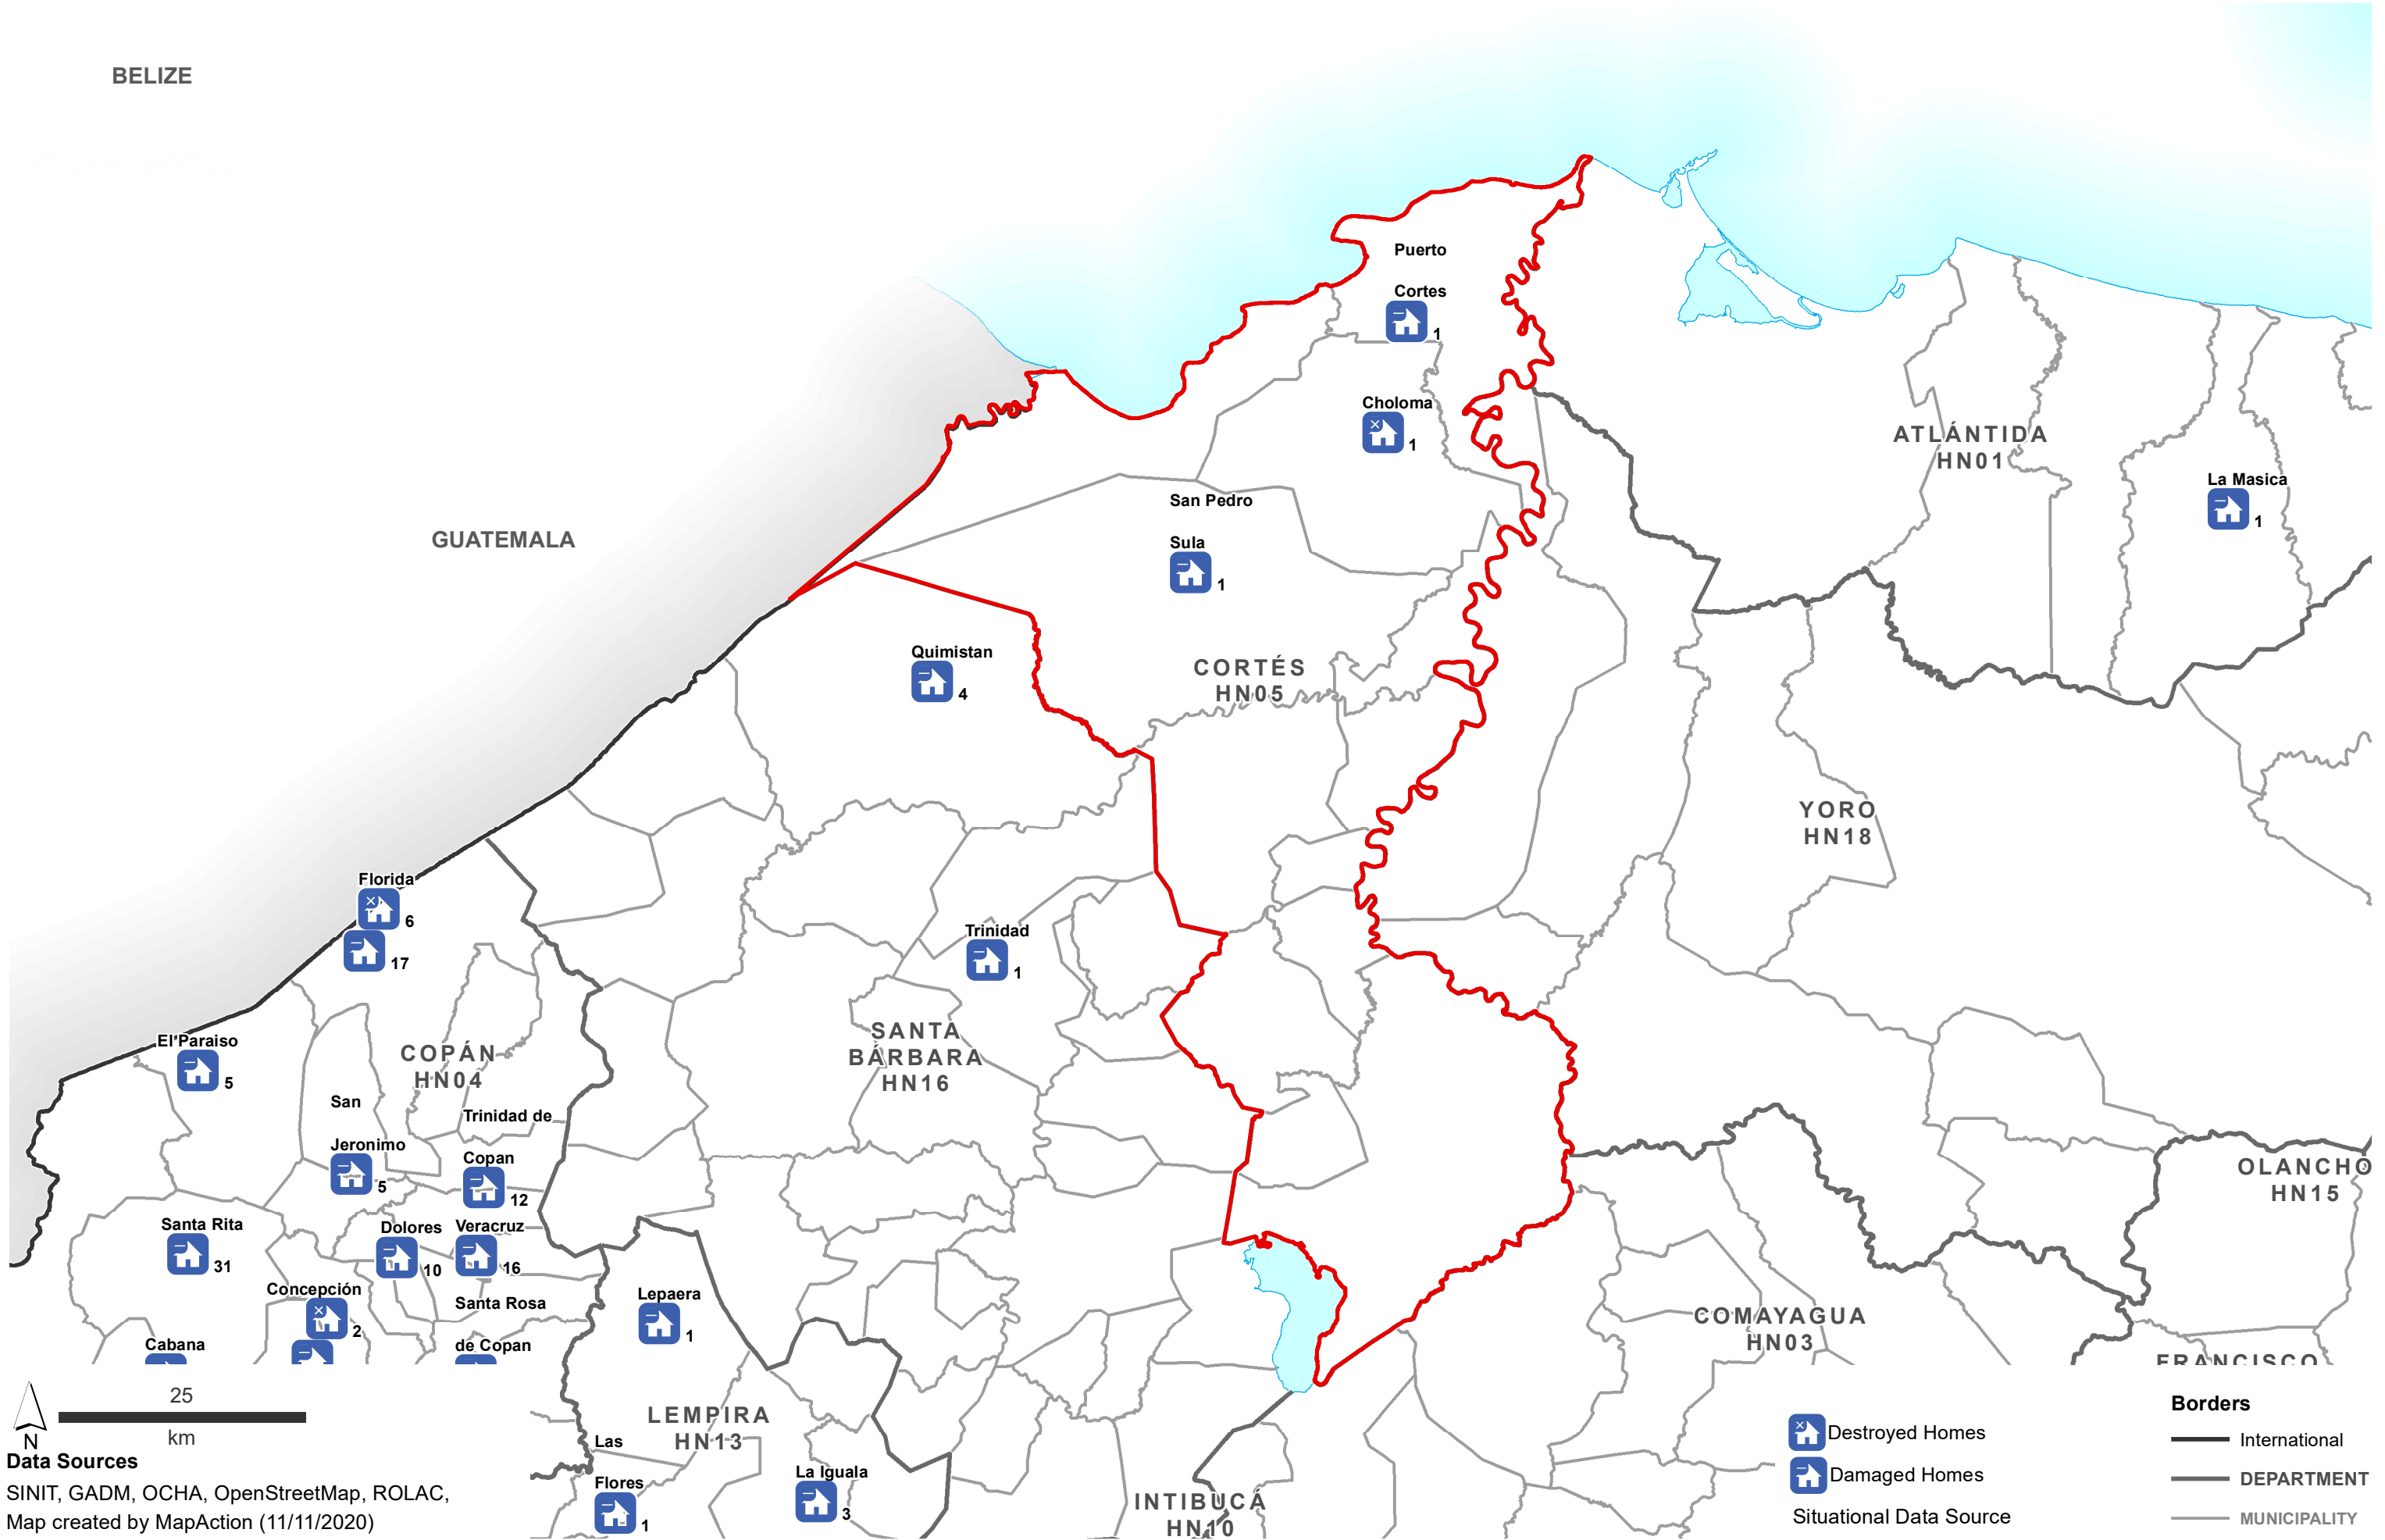 BELIZE
Puerto
Cortes
1
Choloma
1
ATLÁNTIDA
HN01
La Masica
1
San Pedro
Sula
1
GUATEMALA
Quimistan
4
CORTÉS
HN05
YORO
HN18
Florida
6
17
Trinidad
1
SANTA
BÁRBARA
HN16
El Paraiso
5
COPÁN
HN04
San
Jeronimo
5
Trinidad de
Copan
12
OLANCHO
HN15
Santa Rita
31
Dolores
10
Veracruz
16
Concepción
2
Santa Rosa
de Copan
Lepaera
1
Cabana
COMAYAGUA
HN03
FRANCISCO
25
km
N
LEMPIRA
HN13
Las
Flores
1
La Iguala
3
INTIBUCÁ
HN10
Data Sources
SINIT, GADM, OCHA, OpenStreetMap, ROLAC,
Map created by MapAction (11/11/2020)
Destroyed Homes
Damaged Homes
Situational Data Source
Borders
International
DEPARTMENT
MUNICIPALITY